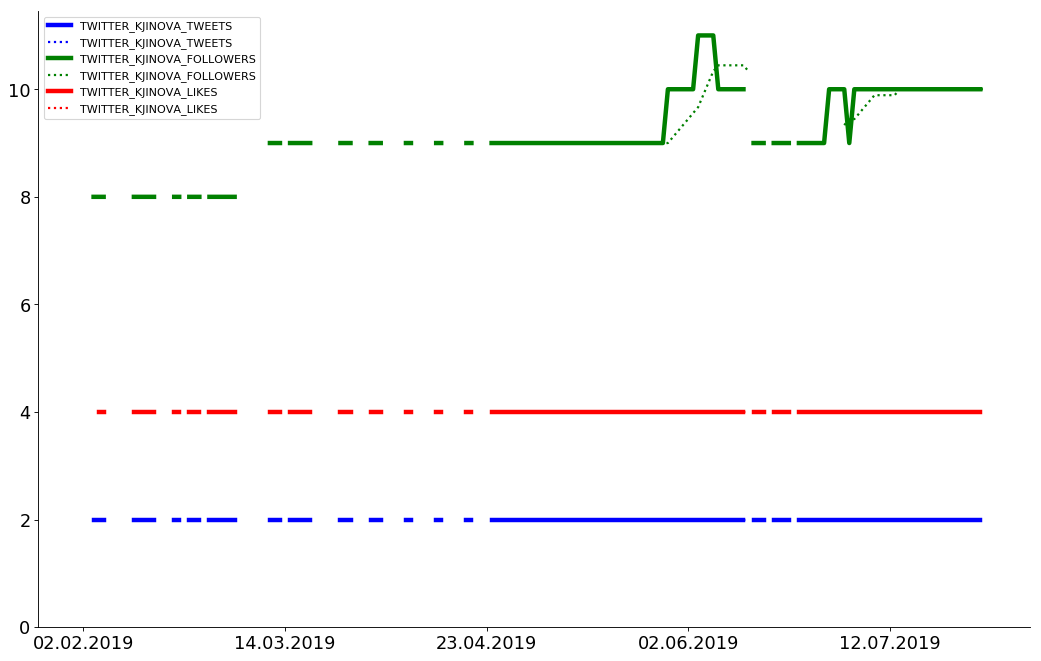 TWITTER_KJINOVA_TWEETS
TWITTER_KJINOVA_TWEETS
TWITTER_KJINOVA_FOLLOWERS
TWITTER_KJINOVA_FOLLOWERS
TWITTER_KJINOVA_LIKES
TWITTER_KJINOVA_LIKES
10
8
6
4
2
0
02.02.2019 14.03.2019 23.04.2019 02.06.2019 12.07.2019